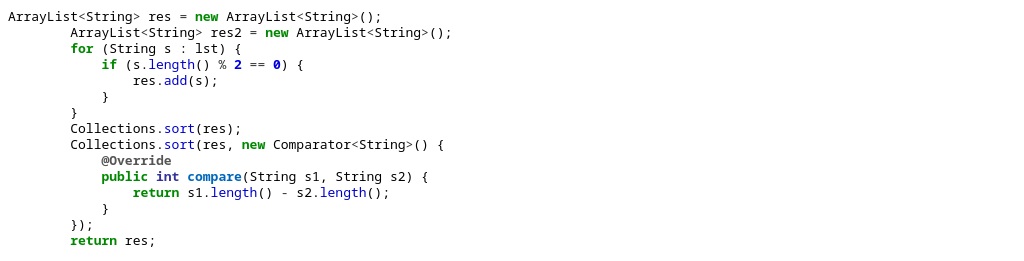 ArrayList<String> res = new ArrayList<String>();
        ArrayList<String> res2 = new ArrayList<String>();
        for (String s : lst) {
            if (s.length() % 2 == 0) {
                res.add(s);
            }
        }
        Collections.sort(res);
        Collections.sort(res, new Comparator<String>() {
            @Override
            public int compare(String s1, String s2) {
                return s1.length() - s2.length();
            }
        });
        return res;